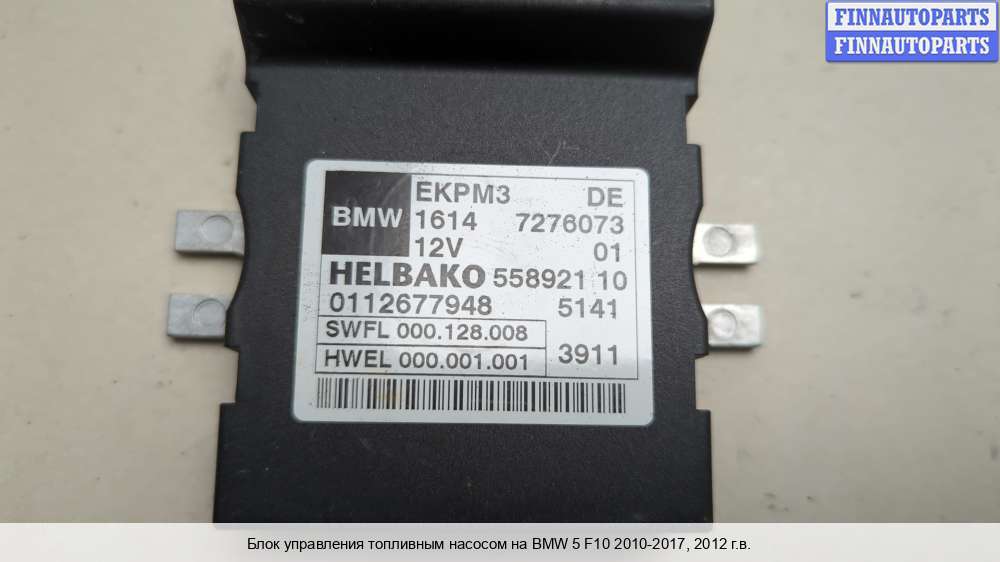 FINNAUTOPARTS
FINNAUTOPARTS
EKPM3 DE
BMW 1614 7276073
12V 01
HELBAKO 558921 10
0112677948 5141
SWFL 000.128.008
HWEL 000.001.001 3911
Блок управления топливным насосом на BMW 5 F10 2010-2017, 2012 г.в.